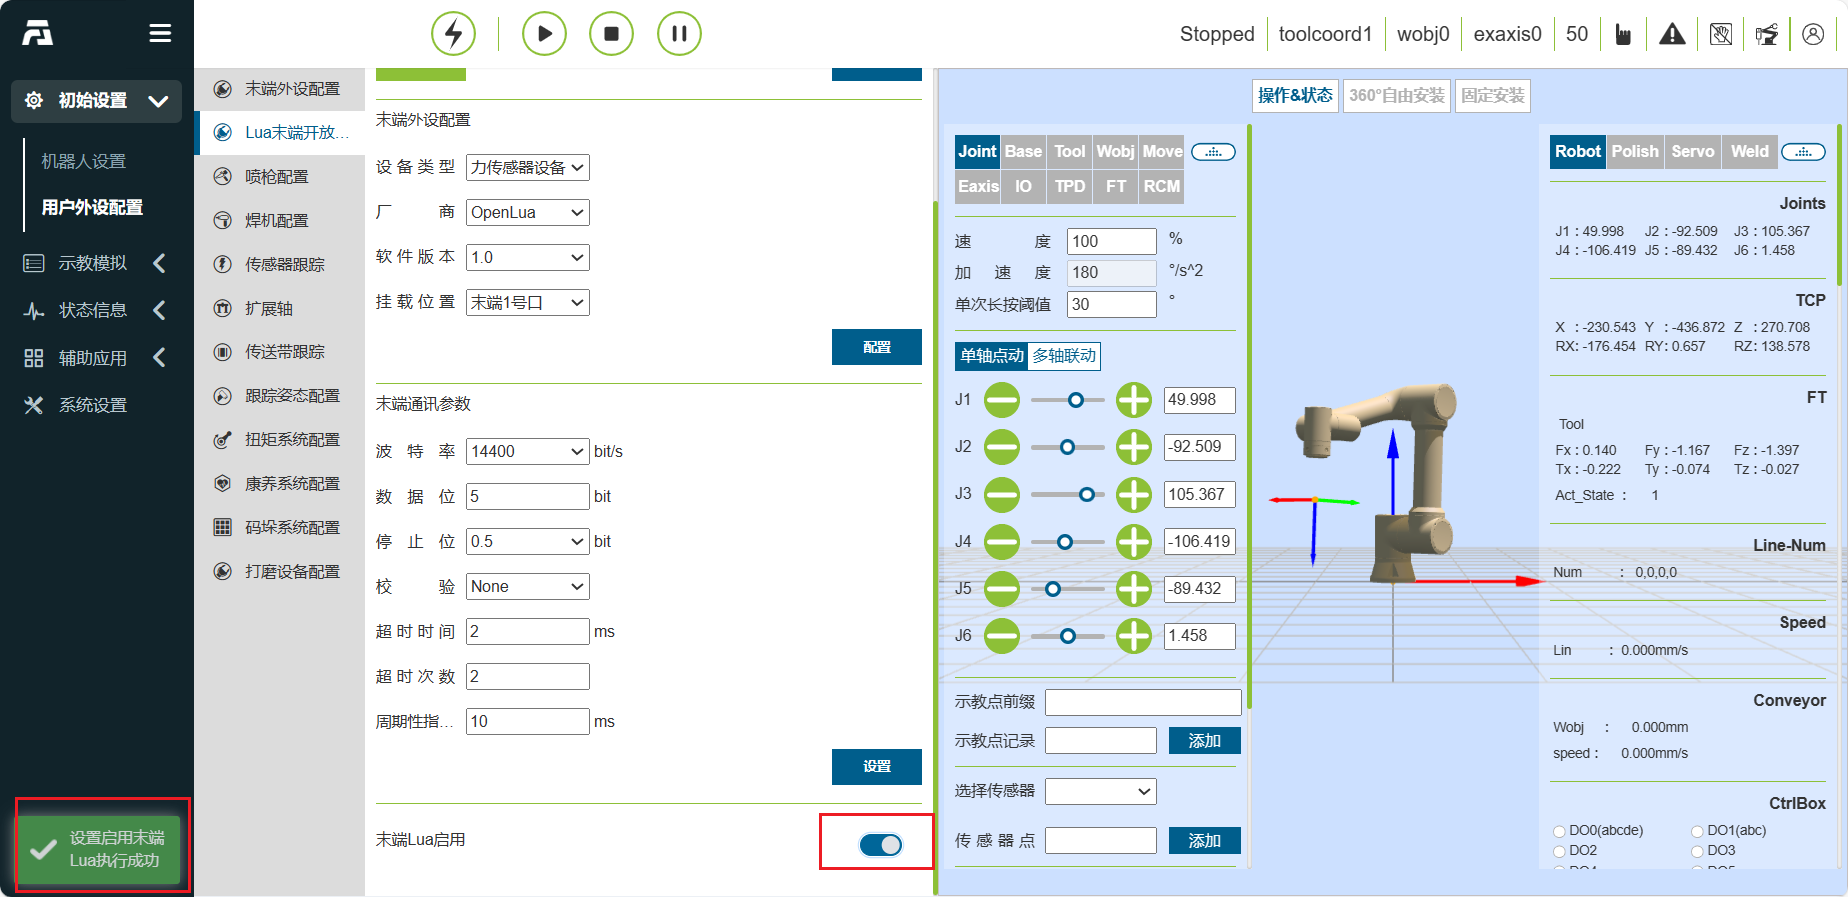 Stopped
toolcoord1
wobj0
exaxis0
50
初始设置
机器人设置
用户外设配置
示教模拟
状态信息
辅助应用
系统设置
设置启用末端
Lua执行成功
末端外设配置
Lua末端开放…
喷枪配置
焊机配置
传感器跟踪
扩展轴
传送带跟踪
跟踪姿态配置
扭矩系统配置
康养系统配置
码垛系统配置
打磨设备配置
末端外设配置
设备类型 力传感器设备
厂商 OpenLua
软件版本 1.0
挂载位置 末端1号口
配置
末端通讯参数
波特率 14400 bit/s
数据位 5 bit
停止位 0.5 bit
校验 None
超时时间 2 ms
超时次数 2
周期性指… 10 ms
设置
末端Lua启用
操作&状态 360°自由安装 固定安装
Joint Base Tool Wobj Move
Eaxis IO TPD FT RCM
速度 100 %
加速度 180 °/s^2
单次长按阈值 30 °
单轴点动 多轴联动
J1 49.998
J2 -92.509
J3 105.367
J4 -106.419
J5 -89.432
J6 1.458
示教点前缀
示教点记录 添加
选择传感器
传感器点 添加
Robot Polish Servo Weld
Joints
J1 : 49.998 J2 : -92.509 J3 : 105.367
J4 : -106.419 J5 : -89.432 J6 : 1.458
TCP
X : -230.543 Y : -436.872 Z : 270.708
RX: -176.454 RY: 0.657 RZ: 138.578
FT
Tool
Fx : 0.140 Fy : -1.167 Fz : -1.397
Tx : -0.222 Ty : -0.074 Tz : -0.027
Act_State : 1
Line-Num
Num : 0,0,0,0
Speed
Lin : 0.000mm/s
Conveyor
Wobj : 0.000mm
speed : 0.000mm/s
CtrlBox
DO0(abcde) DO1(abc)
DO2 DO3